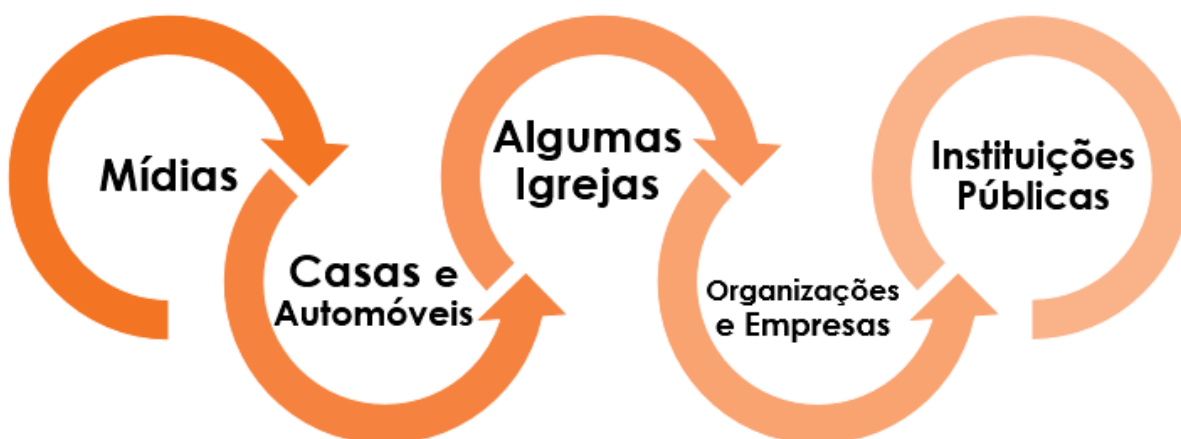 Mídias
Casas e
Automóveis
Algumas
Igrejas
Organizações
e Empresas
Instituições
Públicas